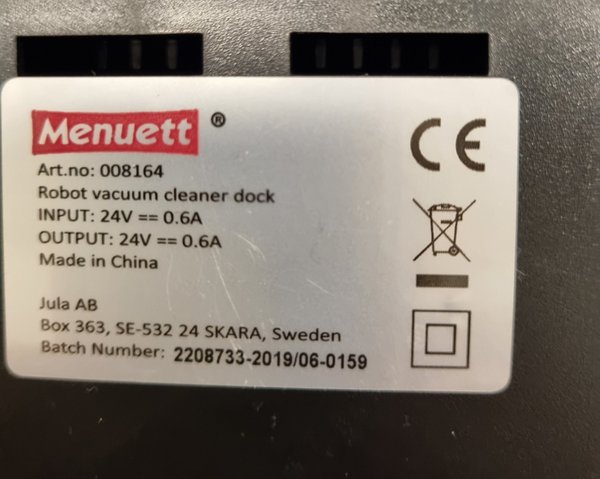 Menuett ®
Art.no: 008164
Robot vacuum cleaner dock
INPUT: 24V == 0.6A
OUTPUT: 24V == 0.6A
Made in China
Jula AB
Box 363, SE-532 24 SKARA, Sweden
Batch Number: 2208733-2019/06-0159
CE